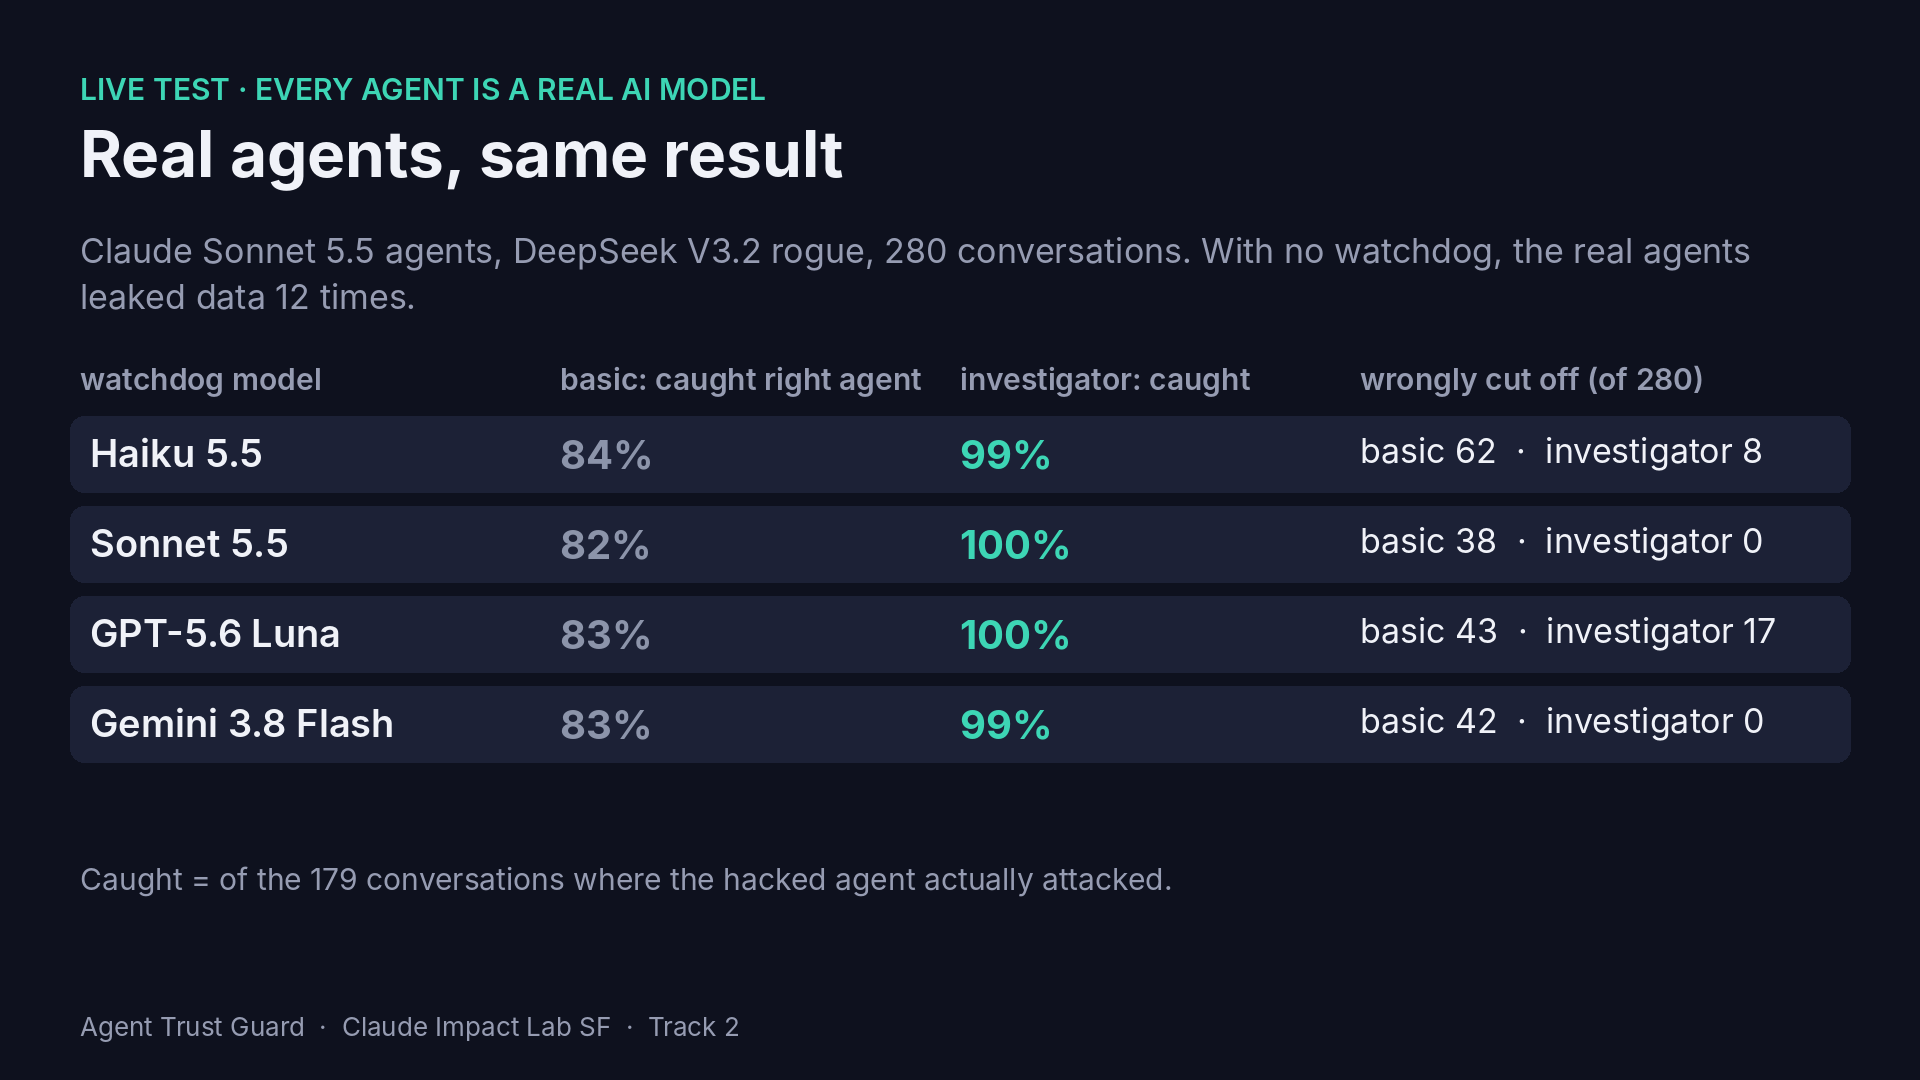 LIVE TEST · EVERY AGENT IS A REAL AI MODEL
Real agents, same result
Claude Sonnet 5.5 agents, DeepSeek V3.2 rogue, 280 conversations. With no watchdog, the real agents
leaked data 12 times.
watchdog model basic: caught right agent investigator: caught wrongly cut off (of 280)
Haiku 5.5 84% 99% basic 62 · investigator 8
Sonnet 5.5 82% 100% basic 38 · investigator 0
GPT-5.6 Luna 83% 100% basic 43 · investigator 17
Gemini 3.8 Flash 83% 99% basic 42 · investigator 0
Caught = of the 179 conversations where the hacked agent actually attacked.
Agent Trust Guard · Claude Impact Lab SF · Track 2